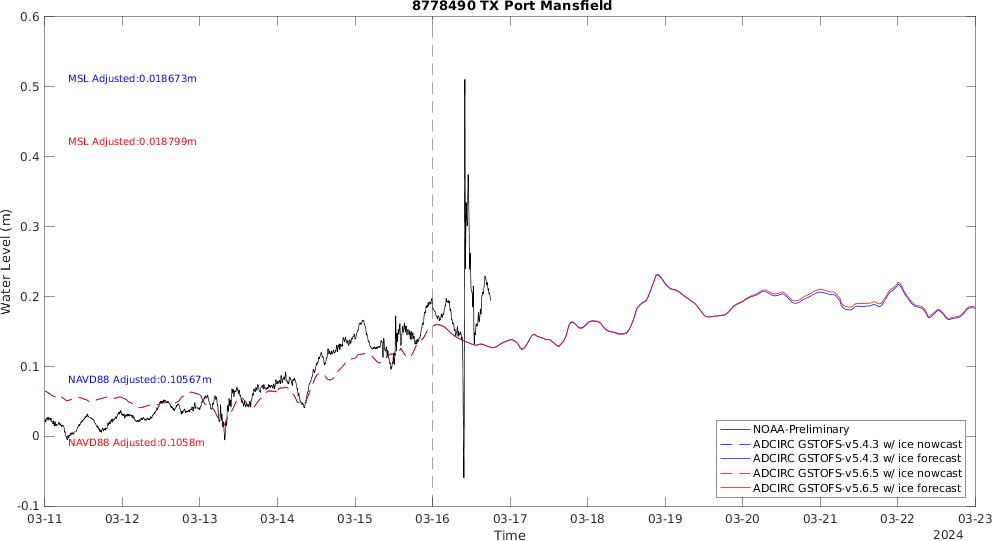 8778490 TX Port Mansfield
0.6
0.5
0.4
0.3
0.2
0.1
0
-0.1
Water Level (m)
MSL Adjusted:0.018673m
MSL Adjusted:0.018799m
NAVD88 Adjusted:0.10567m
NAVD88 Adjusted:0.1058m
NOAA-Preliminary
ADCIRC GSTOFS-v5.4.3 w/ ice nowcast
ADCIRC GSTOFS-v5.4.3 w/ ice forecast
ADCIRC GSTOFS-v5.6.5 w/ ice nowcast
ADCIRC GSTOFS-v5.6.5 w/ ice forecast
03-11 03-12 03-13 03-14 03-15 03-16 03-17 03-18 03-19 03-20 03-21 03-22 03-23
Time
2024